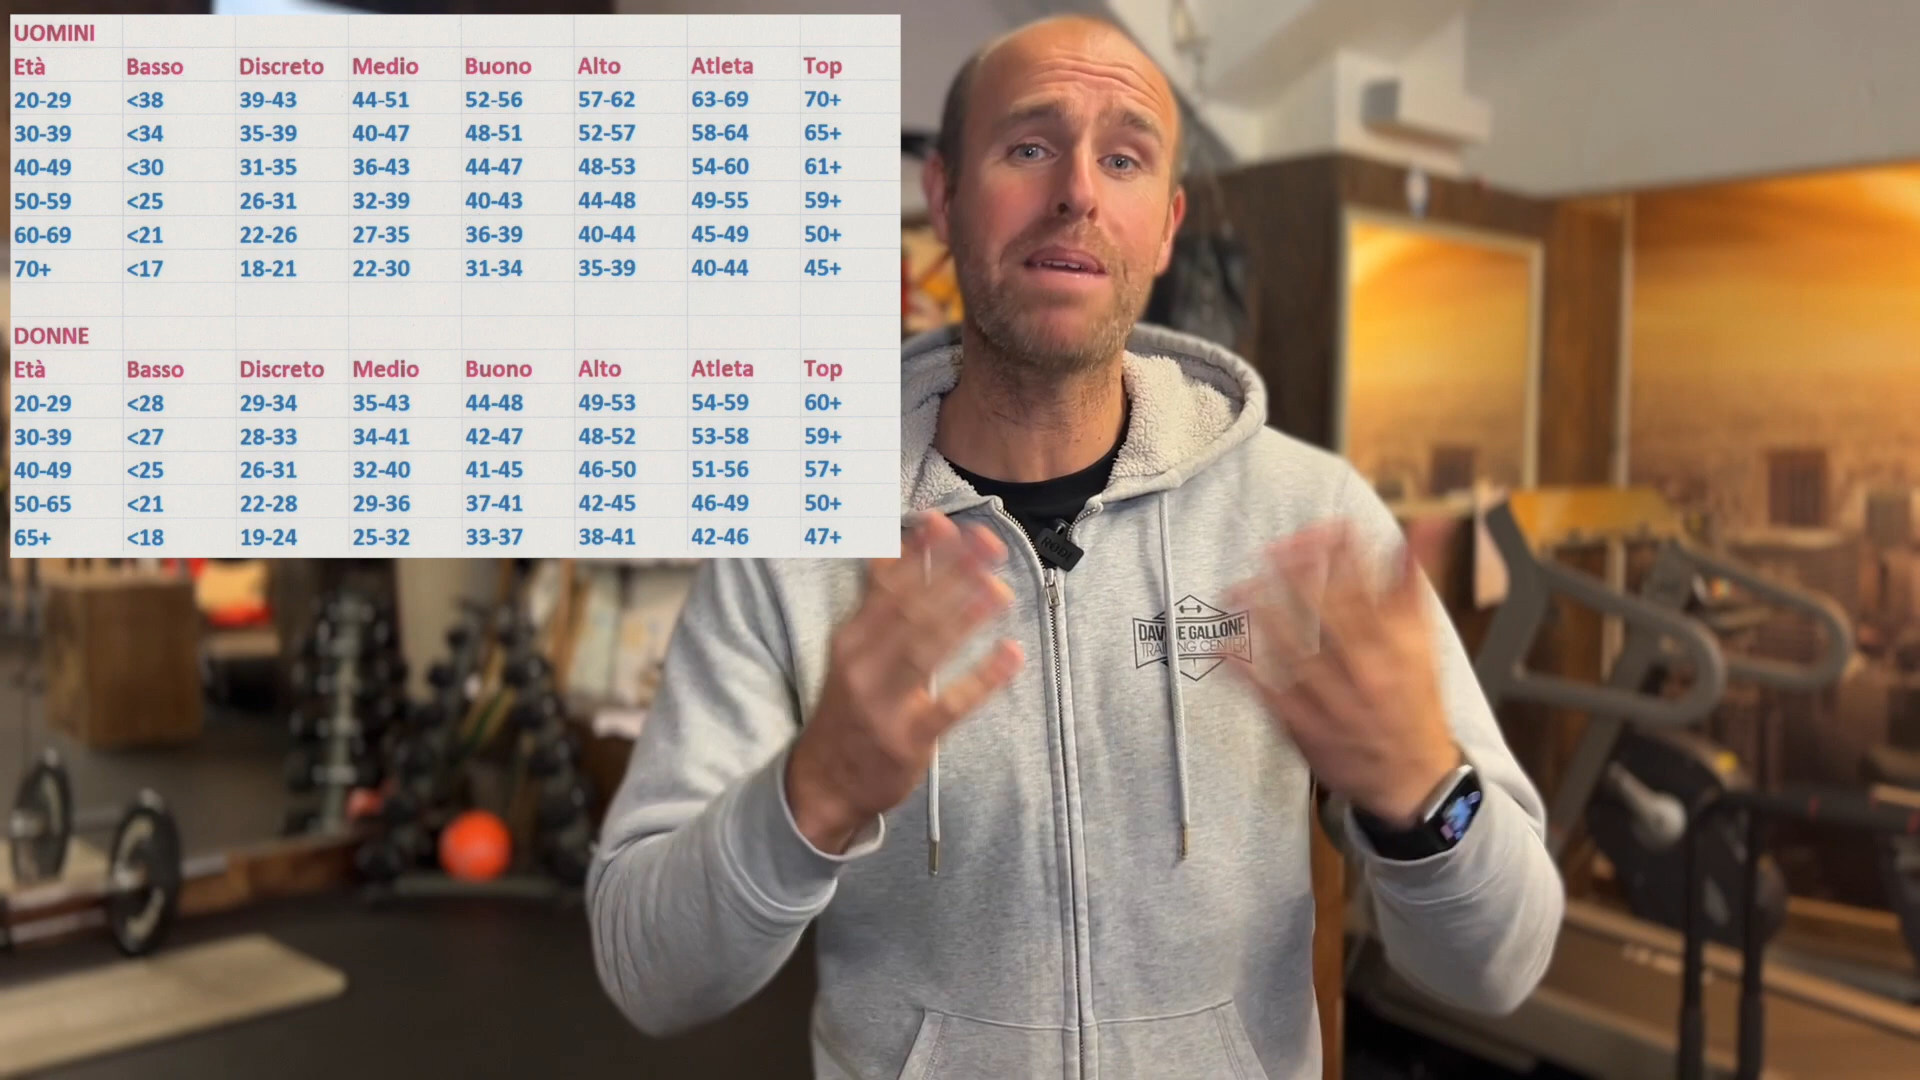 UOMINI
Età Basso Discreto Medio Buono Alto Atleta Top
20-29 <38 39-43 44-51 52-56 57-62 63-69 70+
30-39 <34 35-39 40-47 48-51 52-57 58-64 65+
40-49 <30 31-35 36-43 44-47 48-53 54-60 61+
50-59 <25 26-31 32-39 40-43 44-48 49-55 59+
60-69 <21 22-26 27-35 36-39 40-44 45-49 50+
70+ <17 18-21 22-30 31-34 35-39 40-44 45+
DONNE
Età Basso Discreto Medio Buono Alto Atleta Top
20-29 <28 29-34 35-43 44-48 49-53 54-59 60+
30-39 <27 28-33 34-41 42-47 48-52 53-58 59+
40-49 <25 26-31 32-40 41-45 46-50 51-56 57+
50-65 <21 22-28 29-36 37-41 42-45 46-49 50+
65+ <18 19-24 25-32 33-37 38-41 42-46 47+
RODE
GALLONE
CENTER